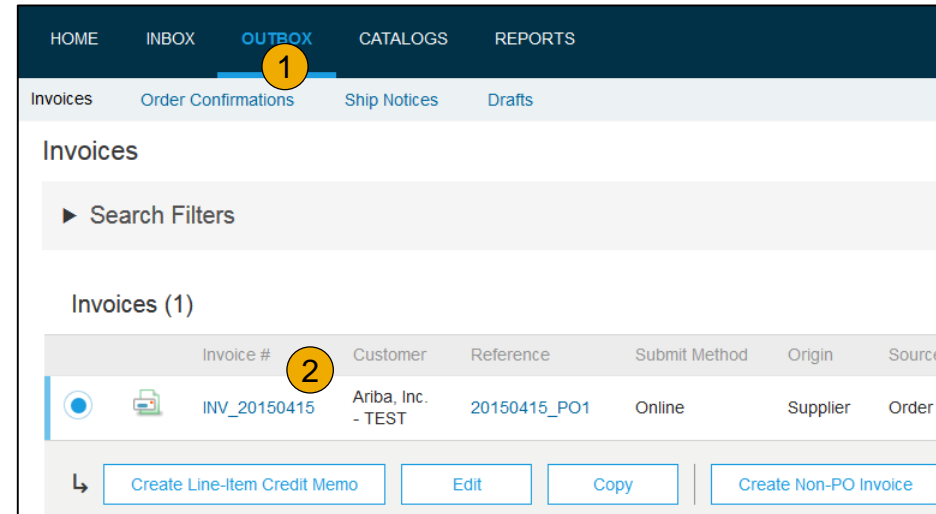 HOME INBOX OUTBOX CATALOGS REPORTS
1
Invoices Order Confirmations Ship Notices Drafts
Invoices
► Search Filters
Invoices (1)
Invoice # Customer Reference Submit Method Origin Source
2
INV_20150415 Ariba, Inc. - TEST 20150415_PO1 Online Supplier Order
Create Line-Item Credit Memo Edit Copy Create Non-PO Invoice